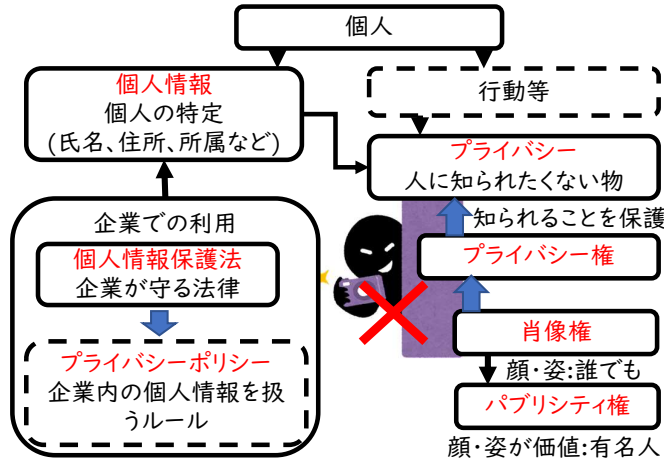 個人
個人情報
個人の特定
(氏名、住所、所属など)
行動等
プライバシー
人に知られたくない物
知られることを保護
プライバシー権
企業での利用
個人情報保護法
企業が守る法律
プライバシーポリシー
企業内の個人情報を扱
うルール
肖像権
顔・姿:誰でも
パブリシティ権
顔・姿が価値:有名人